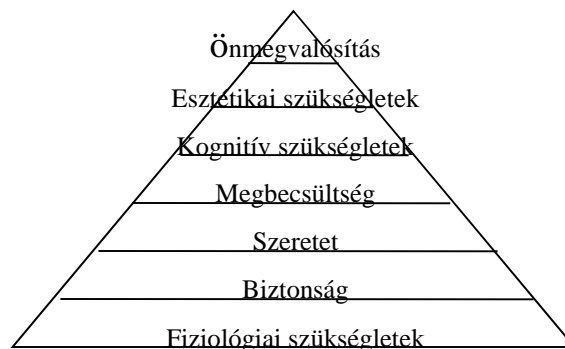 Önmegvalósítás
Esztétikai szükségletek
Kognitív szükségletek
Megbecsültség
Szeretet
Biztonság
Fiziológiai szükségletek